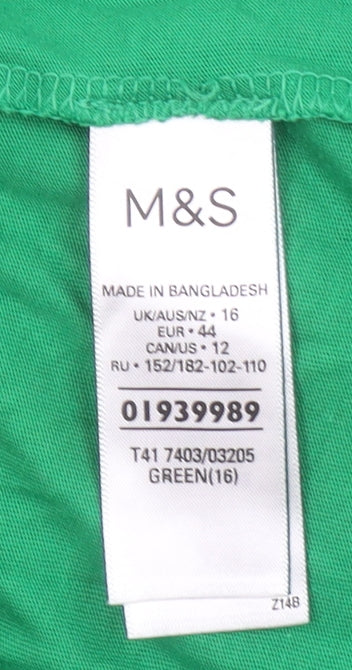 M&S
MADE IN BANGLADESH
UK/AUS/NZ • 16
EUR • 44
CAN/US • 12
RU • 152/182-102-110
01939989
T41 7403/03205
GREEN(16)
Z14B